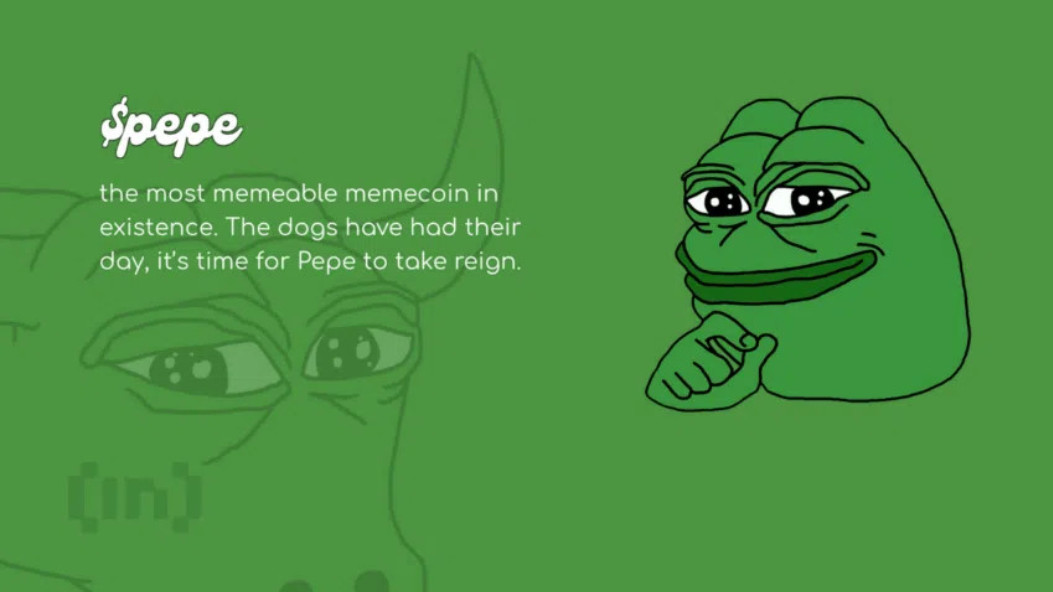 $pepe
the most memeable memecoin in
existence. The dogs have had their
day, it's time for Pepe to take reign.
(in)